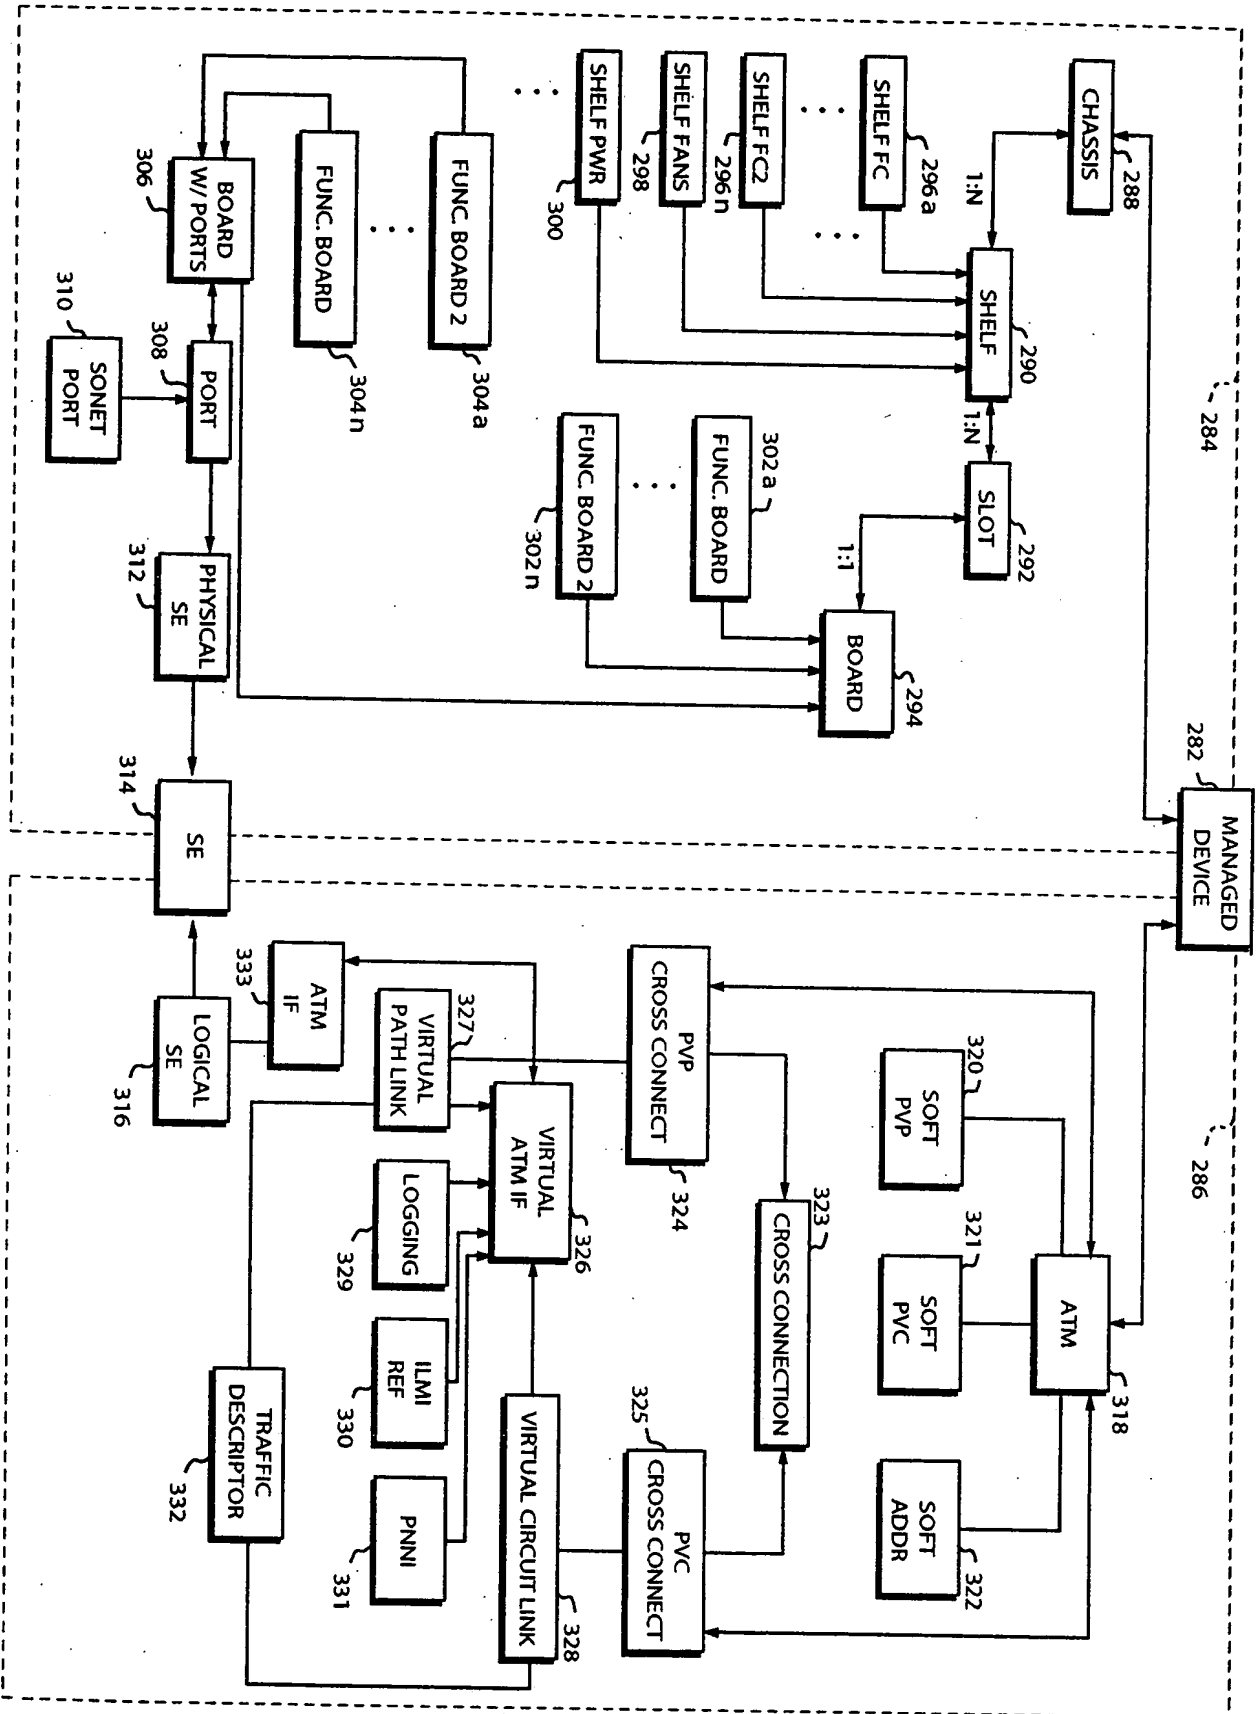 282
MANAGED
DEVICE
284
CHASSIS
288
1:N
SHELF
290
1:N
SLOT
292
1:1
BOARD
294
SHELF FC
296a
SHELF FC2
296n
SHELF FANS
298
SHELF PWR
300
302a
FUNC. BOARD
FUNC. BOARD 2
302n
FUNC. BOARD 2
304a
FUNC. BOARD
304n
BOARD
W/ PORTS
306
PORT
308
SONET
PORT
310
PHYSICAL
SE
312
SE
314
286
ATM
318
320
SOFT
PVP
321
SOFT
PVC
SOFT
ADDR
322
323
CROSS CONNECTION
PVP
CROSS CONNECT
324
325
PVC
CROSS CONNECT
VIRTUAL
ATM IF
326
VIRTUAL CIRCUIT LINK
328
327
VIRTUAL
PATH LINK
LOGGING
329
ILMI
REF
330
PNNI
331
ATM
IF
333
LOGICAL
SE
316
TRAFFIC
DESCRIPTOR
332